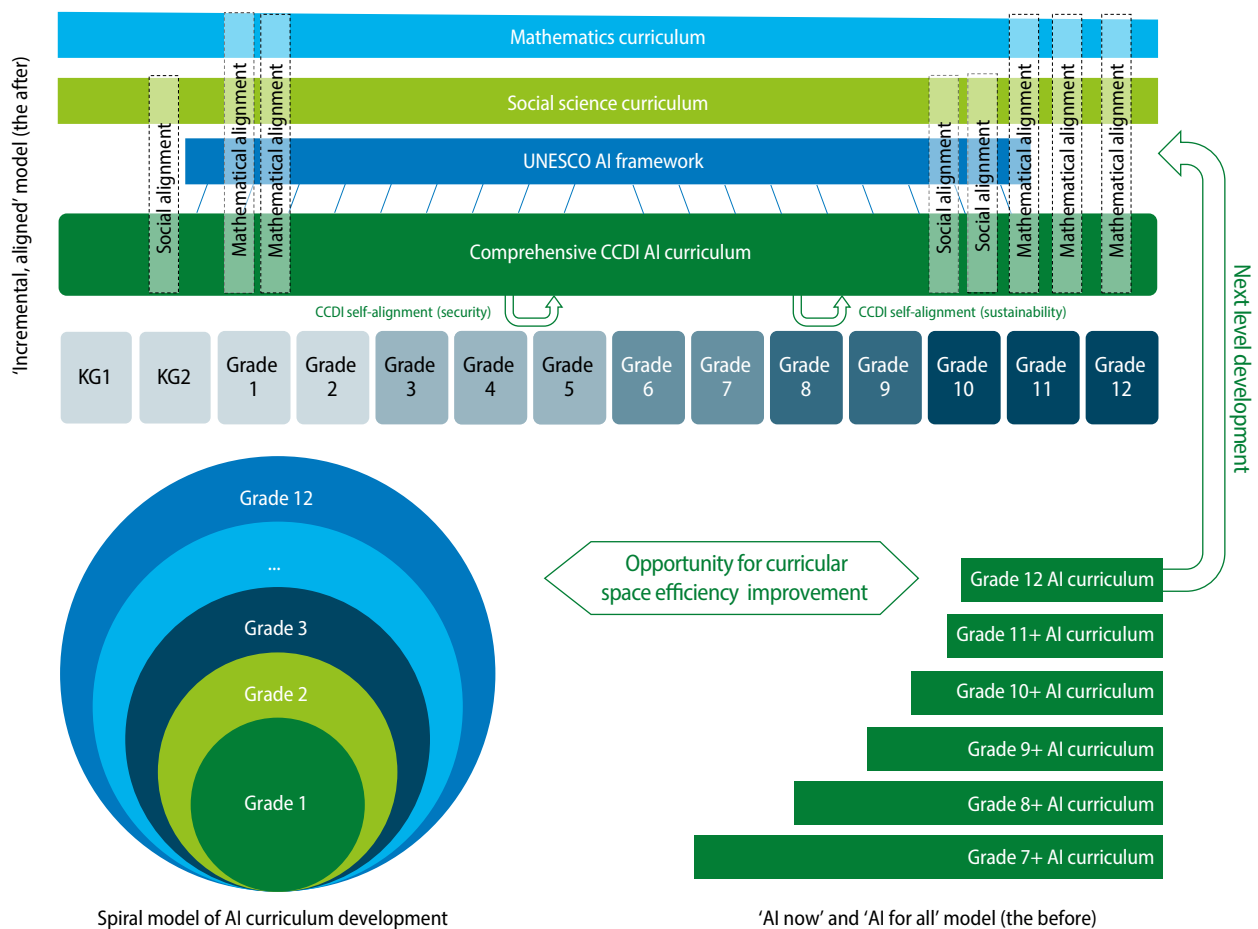 'Incremental, aligned' model (the after)
Mathematics curriculum
Social science curriculum
UNESCO AI framework
Comprehensive CCDI AI curriculum
Social alignment
Mathematical alignment
Mathematical alignment
Social alignment
Social alignment
Mathematical alignment
Mathematical alignment
Mathematical alignment
CCDI self-alignment (security)
CCDI self-alignment (sustainability)
KG1
KG2
Grade
1
Grade
2
Grade
3
Grade
4
Grade
5
Grade
6
Grade
7
Grade
8
Grade
9
Grade
10
Grade
11
Grade
12
Next level development
Grade 12
...
Grade 3
Grade 2
Grade 1
Spiral model of AI curriculum development
Opportunity for curricular
space efficiency improvement
Grade 12 AI curriculum
Grade 11+ AI curriculum
Grade 10+ AI curriculum
Grade 9+ AI curriculum
Grade 8+ AI curriculum
Grade 7+ AI curriculum
'AI now' and 'AI for all' model (the before)